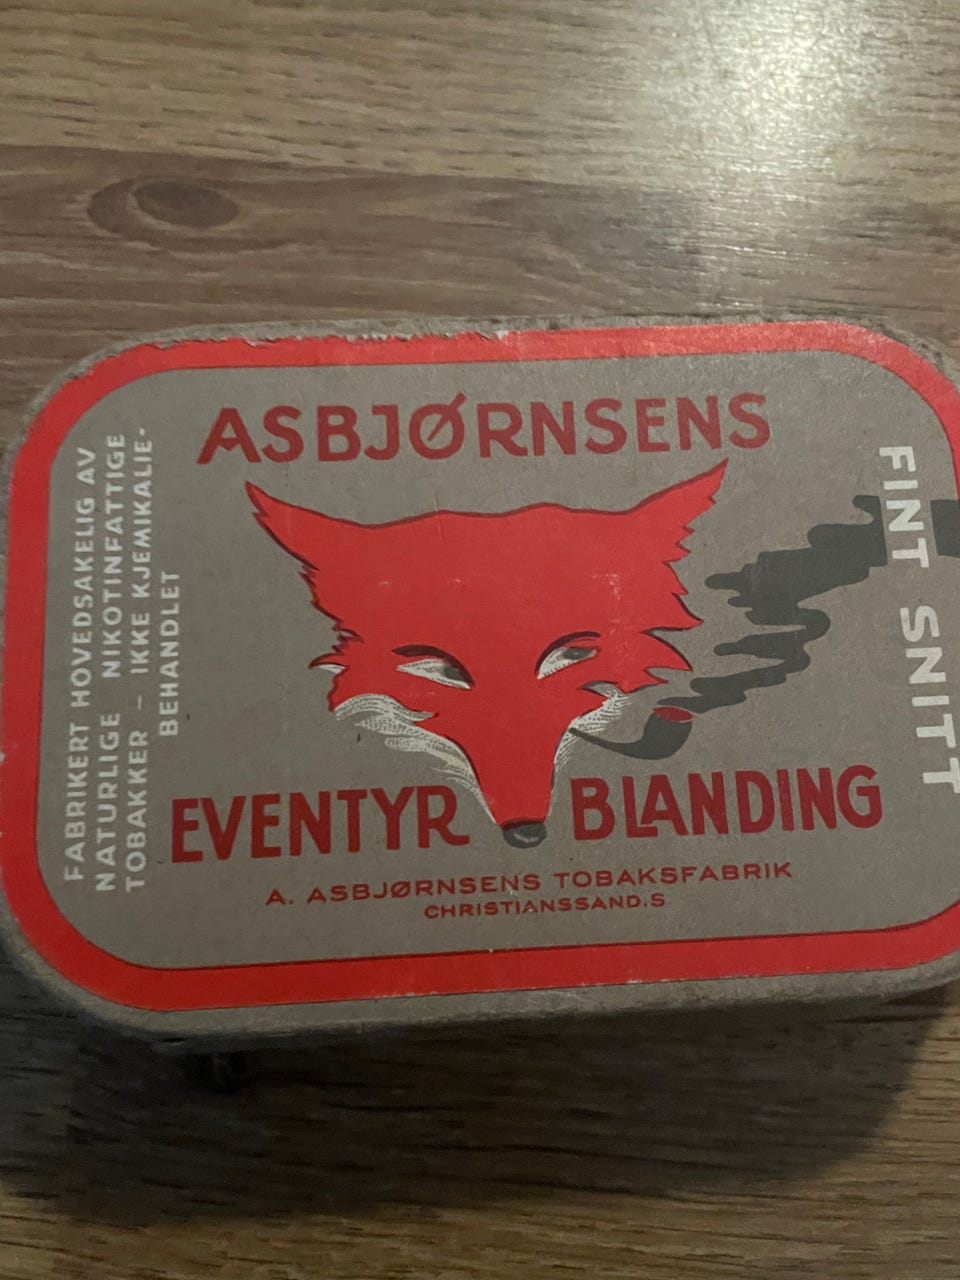 ASBJØRNSENS
EVENTYR BLANDING
A. ASBJØRNSENS TOBAKSFABRIK
CHRISTIANSSAND.S
FABRIKERT HOVEDSAKELIG AV
NATURLIGE NIKOTINFATTIGE
TOBAKKER – IKKE KJEMIKALIE-
BEHANDLET
FINT SNITT